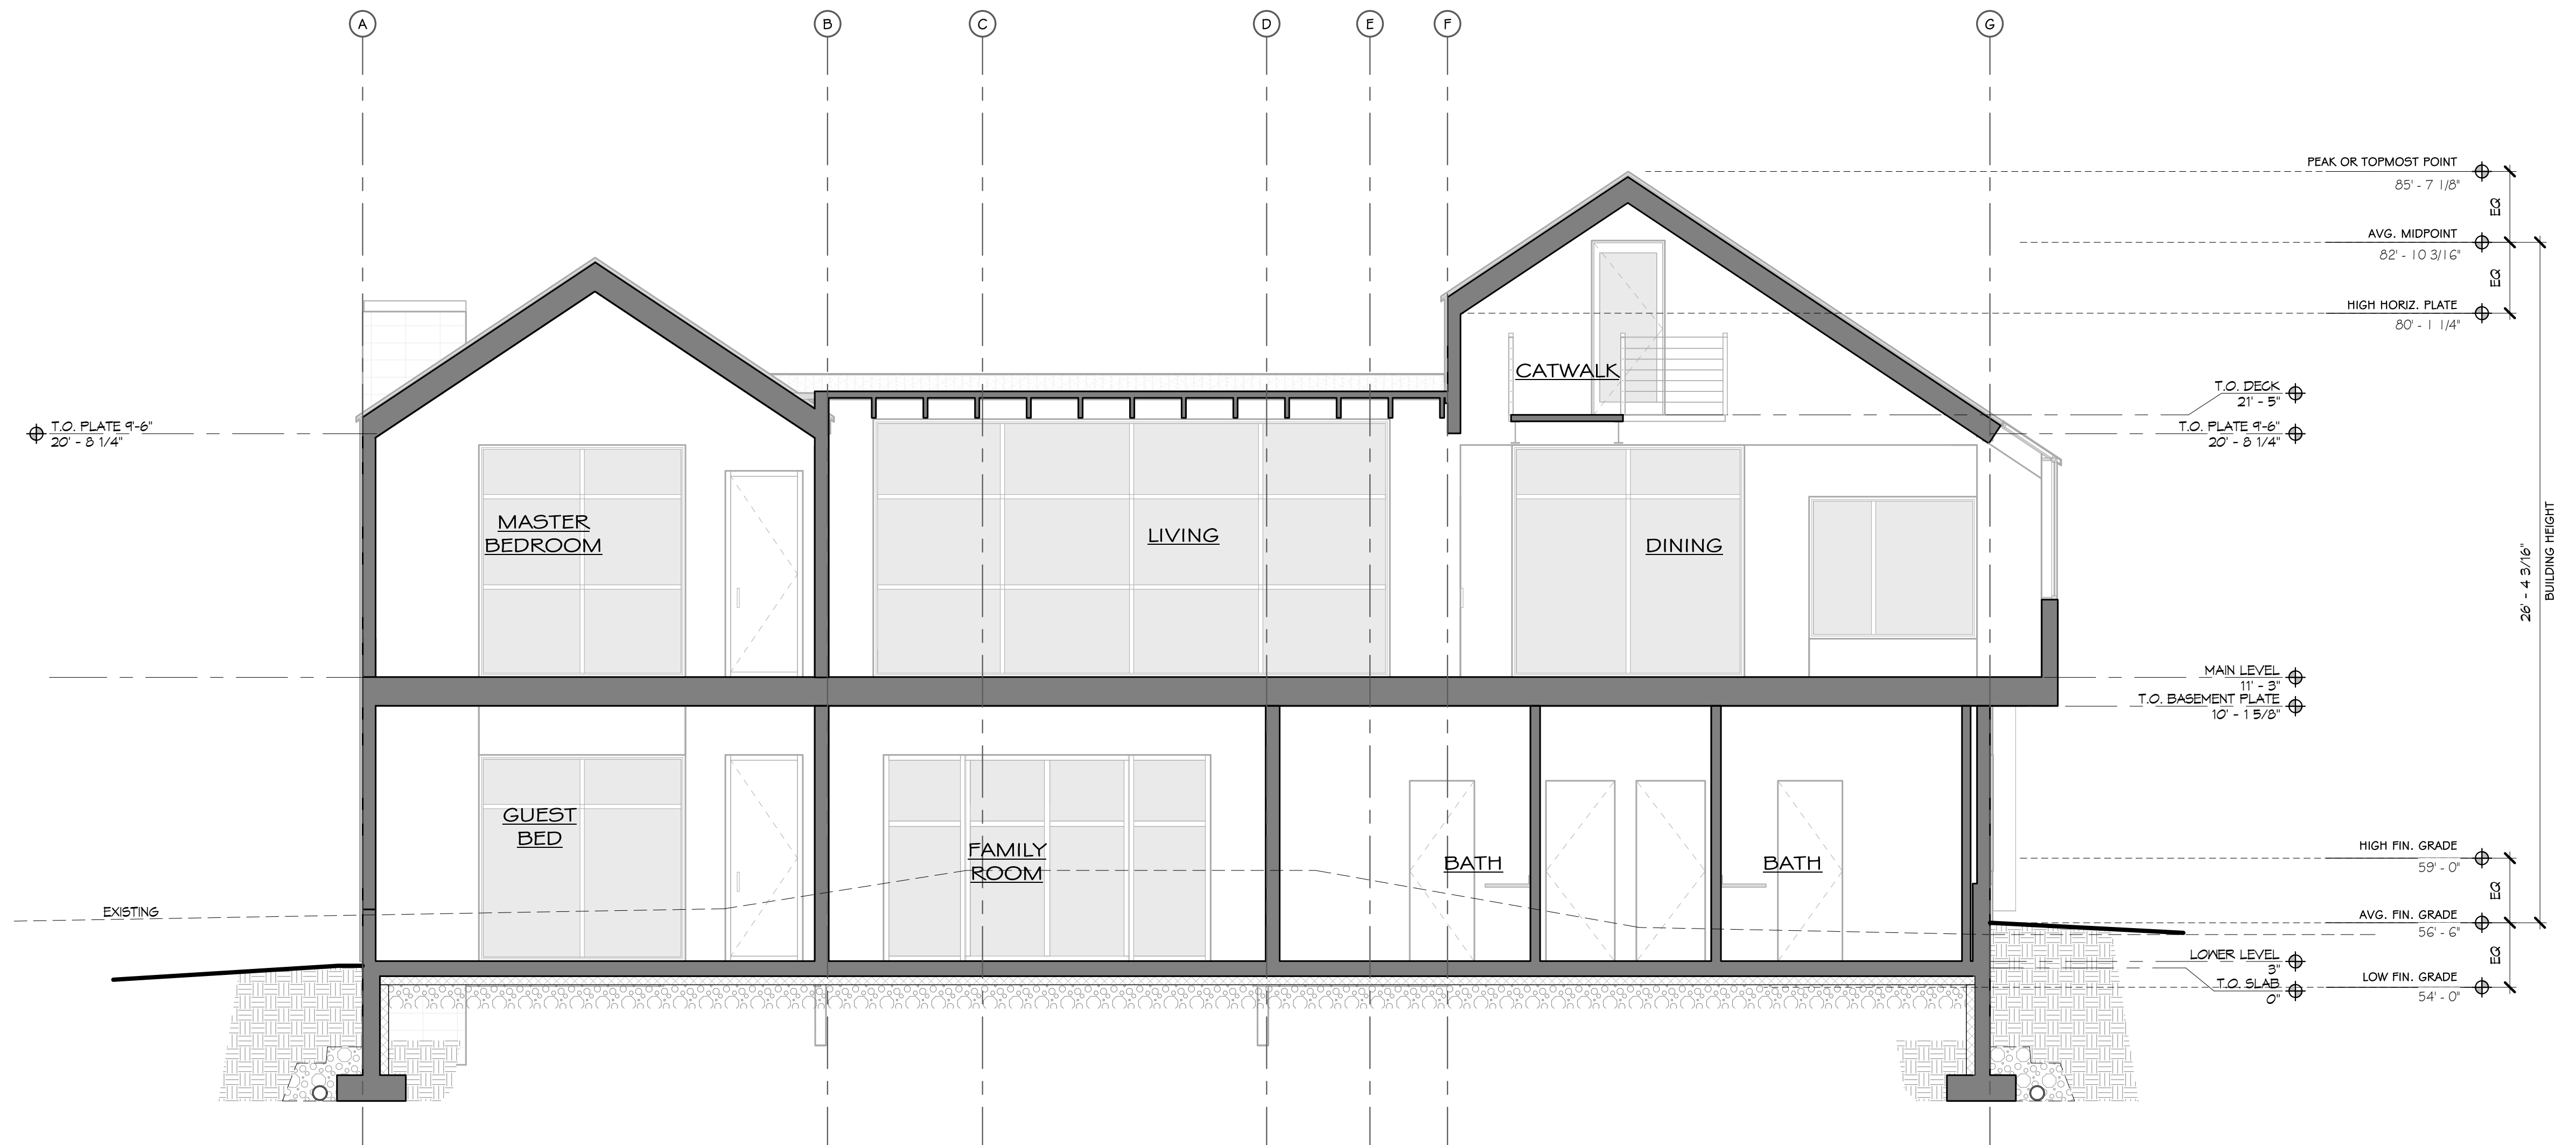 A
B
C
D
E
F
G
PEAK OR TOPMOST POINT
85' - 7 1/8"
EQ
AVG. MIDPOINT
82' - 10 3/16"
EQ
HIGH HORIZ. PLATE
80' - 1 1/4"
CATWALK
T.O. DECK
21' - 5"
T.O. PLATE 9'-6"
20' - 8 1/4"
T.O. PLATE 9'-6"
20' - 8 1/4"
MASTER
BEDROOM
LIVING
DINING
26' - 4 3/16"
BUILDING HEIGHT
MAIN LEVEL
11' - 3"
T.O. BASEMENT PLATE
10' - 1 5/8"
GUEST
BED
FAMILY
ROOM
BATH
BATH
HIGH FIN. GRADE
59' - 0"
EQ
EXISTING
AVG. FIN. GRADE
56' - 6"
EQ
LOWER LEVEL
3"
T.O. SLAB
0"
LOW FIN. GRADE
54' - 0"